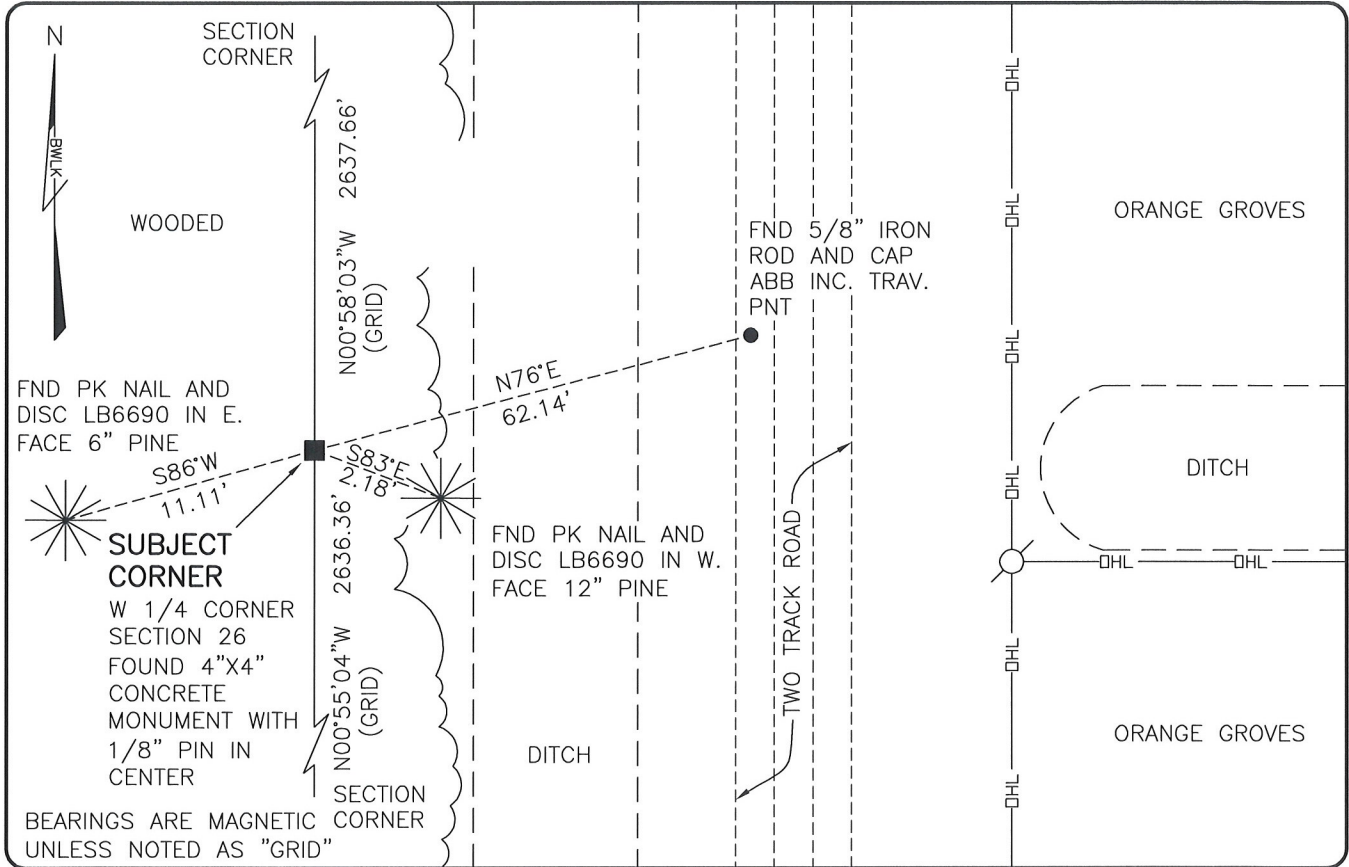 N
BWLK
WOODED
SECTION
CORNER
2637.66'
N00°58'03"W
(GRID)
FND 5/8" IRON
ROD AND CAP
ABB INC. TRAV.
PNT
OHL
OHL
OHL
OHL
ORANGE GROVES
FND PK NAIL AND
DISC LB6690 IN E.
FACE 6" PINE
N76°E
62.14'
S86°W
11.11'
S83°E
2.18'
DITCH
SUBJECT
CORNER
W 1/4 CORNER
SECTION 26
FOUND 4"X4"
CONCRETE
MONUMENT WITH
1/8" PIN IN
CENTER
2636.36'
N00°55'04"W
(GRID)
FND PK NAIL AND
DISC LB6690 IN W.
FACE 12" PINE
TWO TRACK ROAD
OHL
OHL
OHL
OHL
DITCH
ORANGE GROVES
SECTION
CORNER
BEARINGS ARE MAGNETIC
UNLESS NOTED AS "GRID"